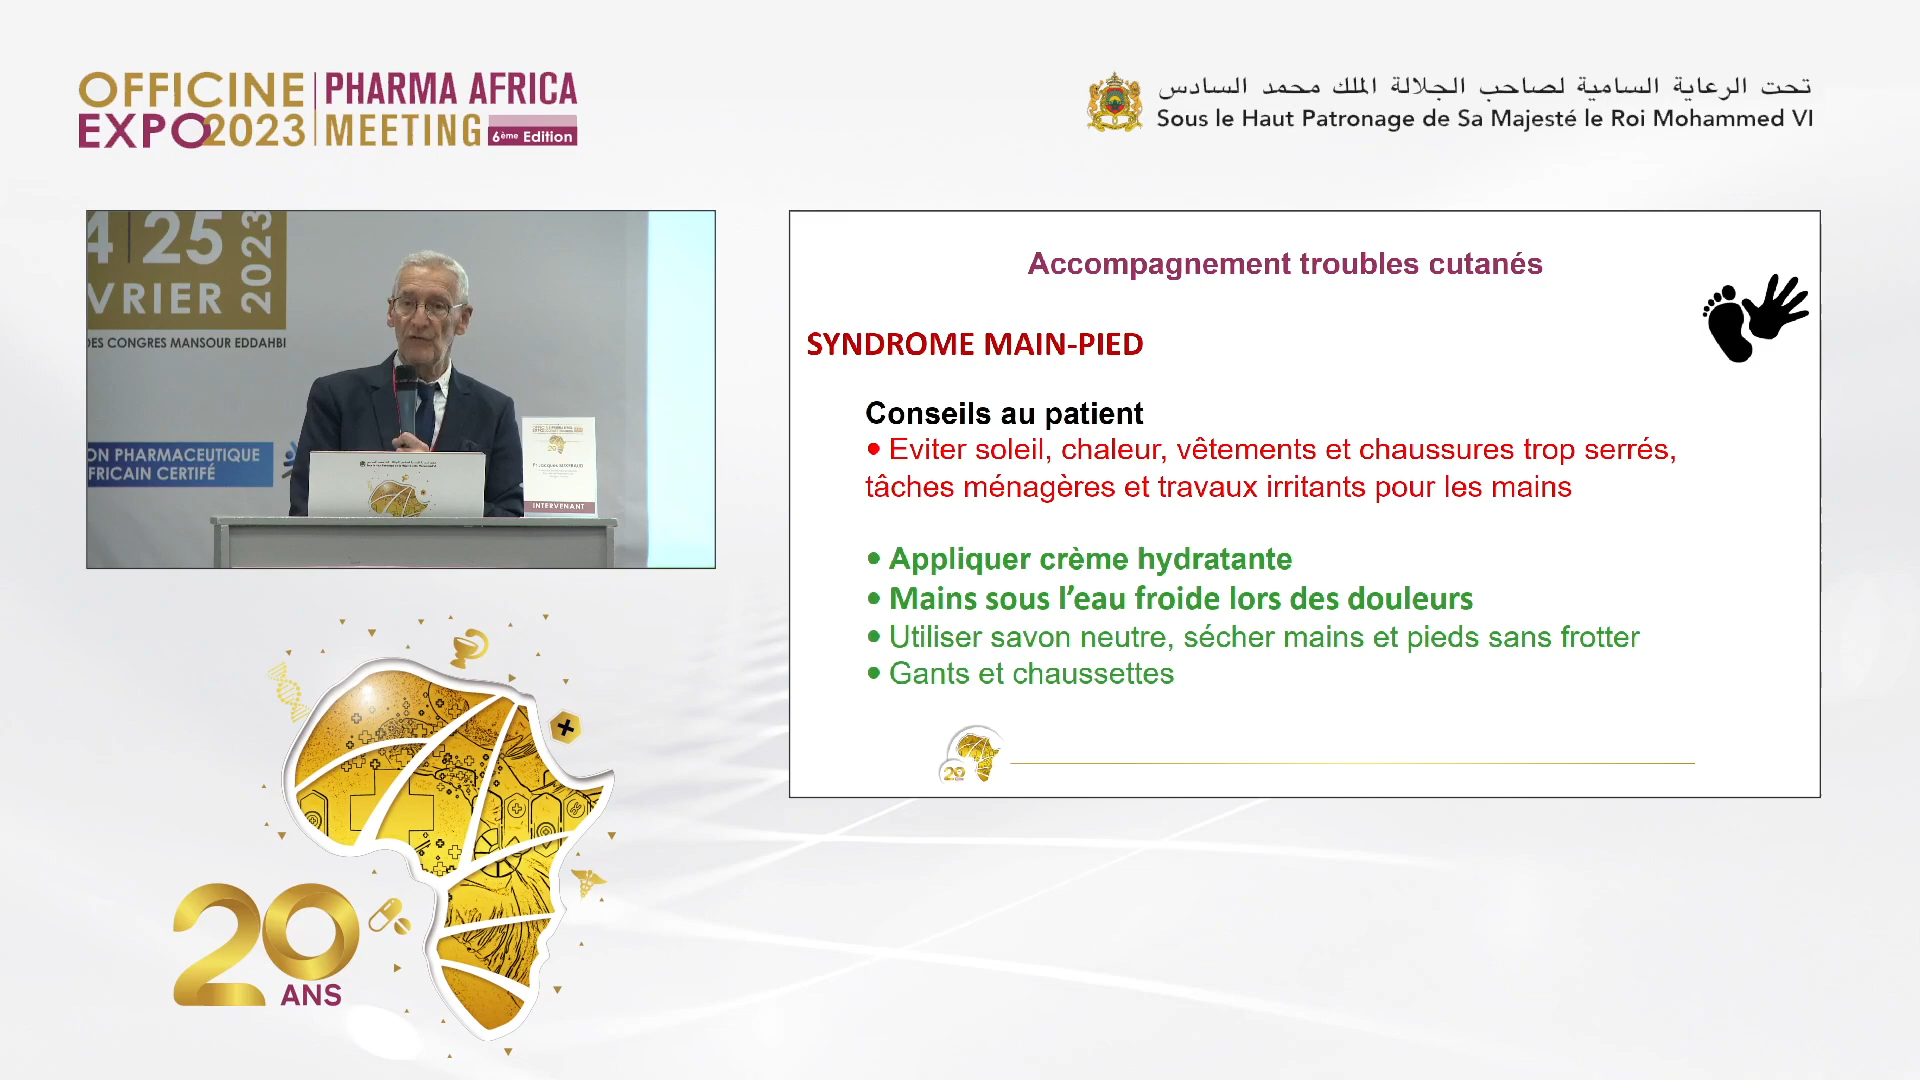 OFFICINE
EXPO2023
PHARMA AFRICA
MEETING 6ème Edition
تحت الرعاية السامية لصاحب الجلالة الملك محمد السادس
Sous le Haut Patronage de Sa Majesté le Roi Mohammed VI
4|25
VRIER
2023
DES CONGRES MANSOUR EDDAHBI
ON PHARMACEUTIQUE
FRICAIN CERTIFÉ
INTERVENANT
Accompagnement troubles cutanés
SYNDROME MAIN-PIED
Conseils au patient
• Eviter soleil, chaleur, vêtements et chaussures trop serrés,
tâches ménagères et travaux irritants pour les mains
• Appliquer crème hydratante
• Mains sous l’eau froide lors des douleurs
• Utiliser savon neutre, sécher mains et pieds sans frotter
• Gants et chaussettes
20
20
ANS